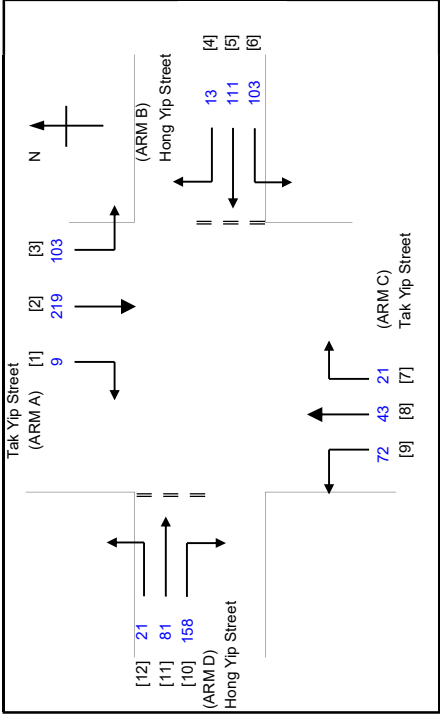 Tak Yip Street
(ARM A)
[1]
[2]
[3]
9
219
103
N
(ARM B)
Hong Yip Street
[4]
[5]
[6]
13
111
103
[12]
21
[11]
81
[10]
158
(ARM D)
Hong Yip Street
72
43
21
[9]
[8]
[7]
(ARM C)
Tak Yip Street